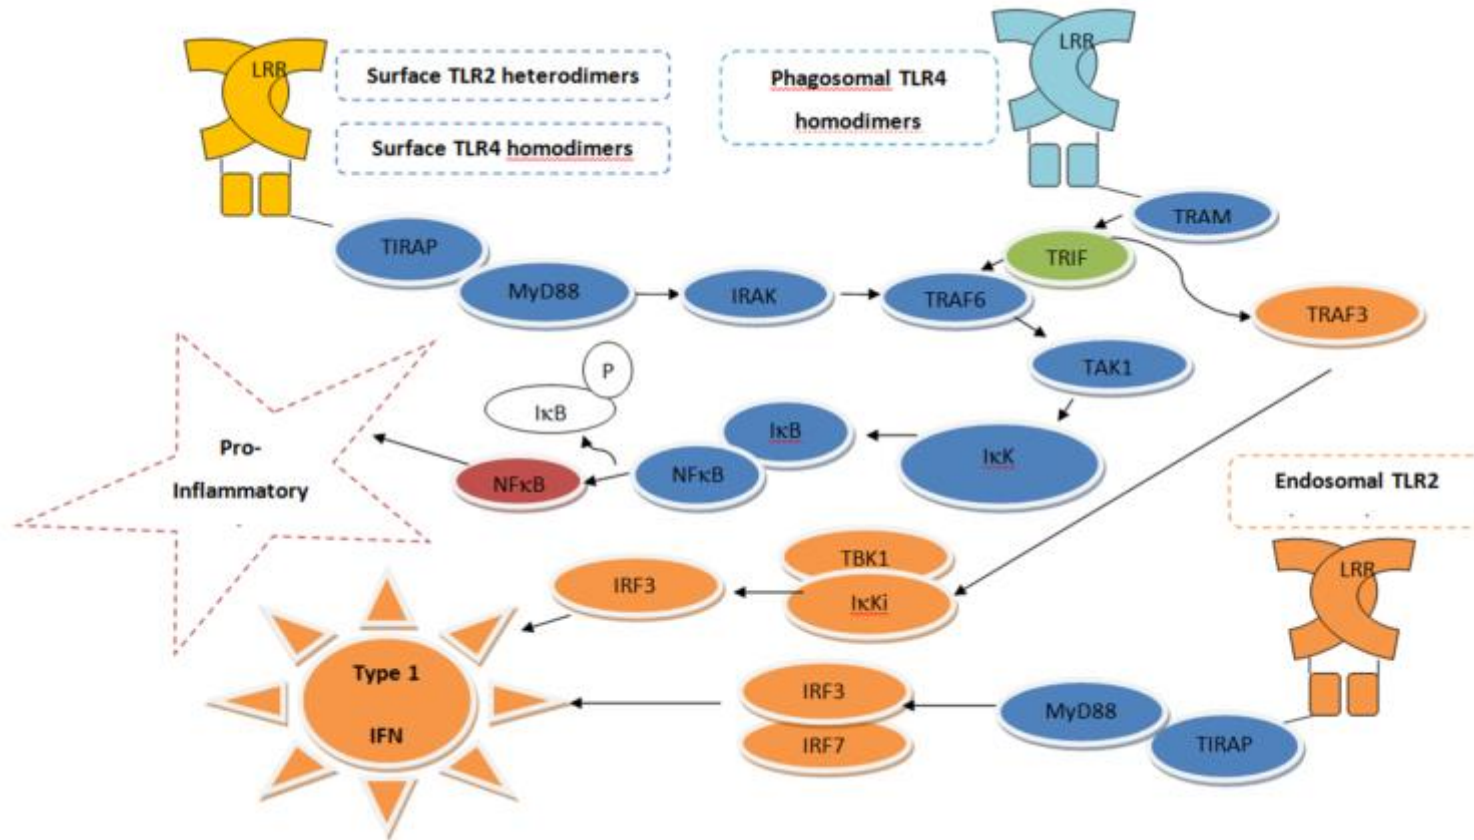 LRR
Surface TLR2 heterodimers
Surface TLR4 homodimers
Phagosomal TLR4
homodimers
LRR
TIRAP
MyD88
IRAK
TRAF6
TRIF
TRAM
TRAF3
TAK1
P
IκB
IκB
IκK
NFκB
NFκB
Pro-
Inflammatory
Endosomal TLR2
LRR
TBK1
IκKi
IRF3
Type 1
IFN
IRF3
IRF7
MyD88
TIRAP